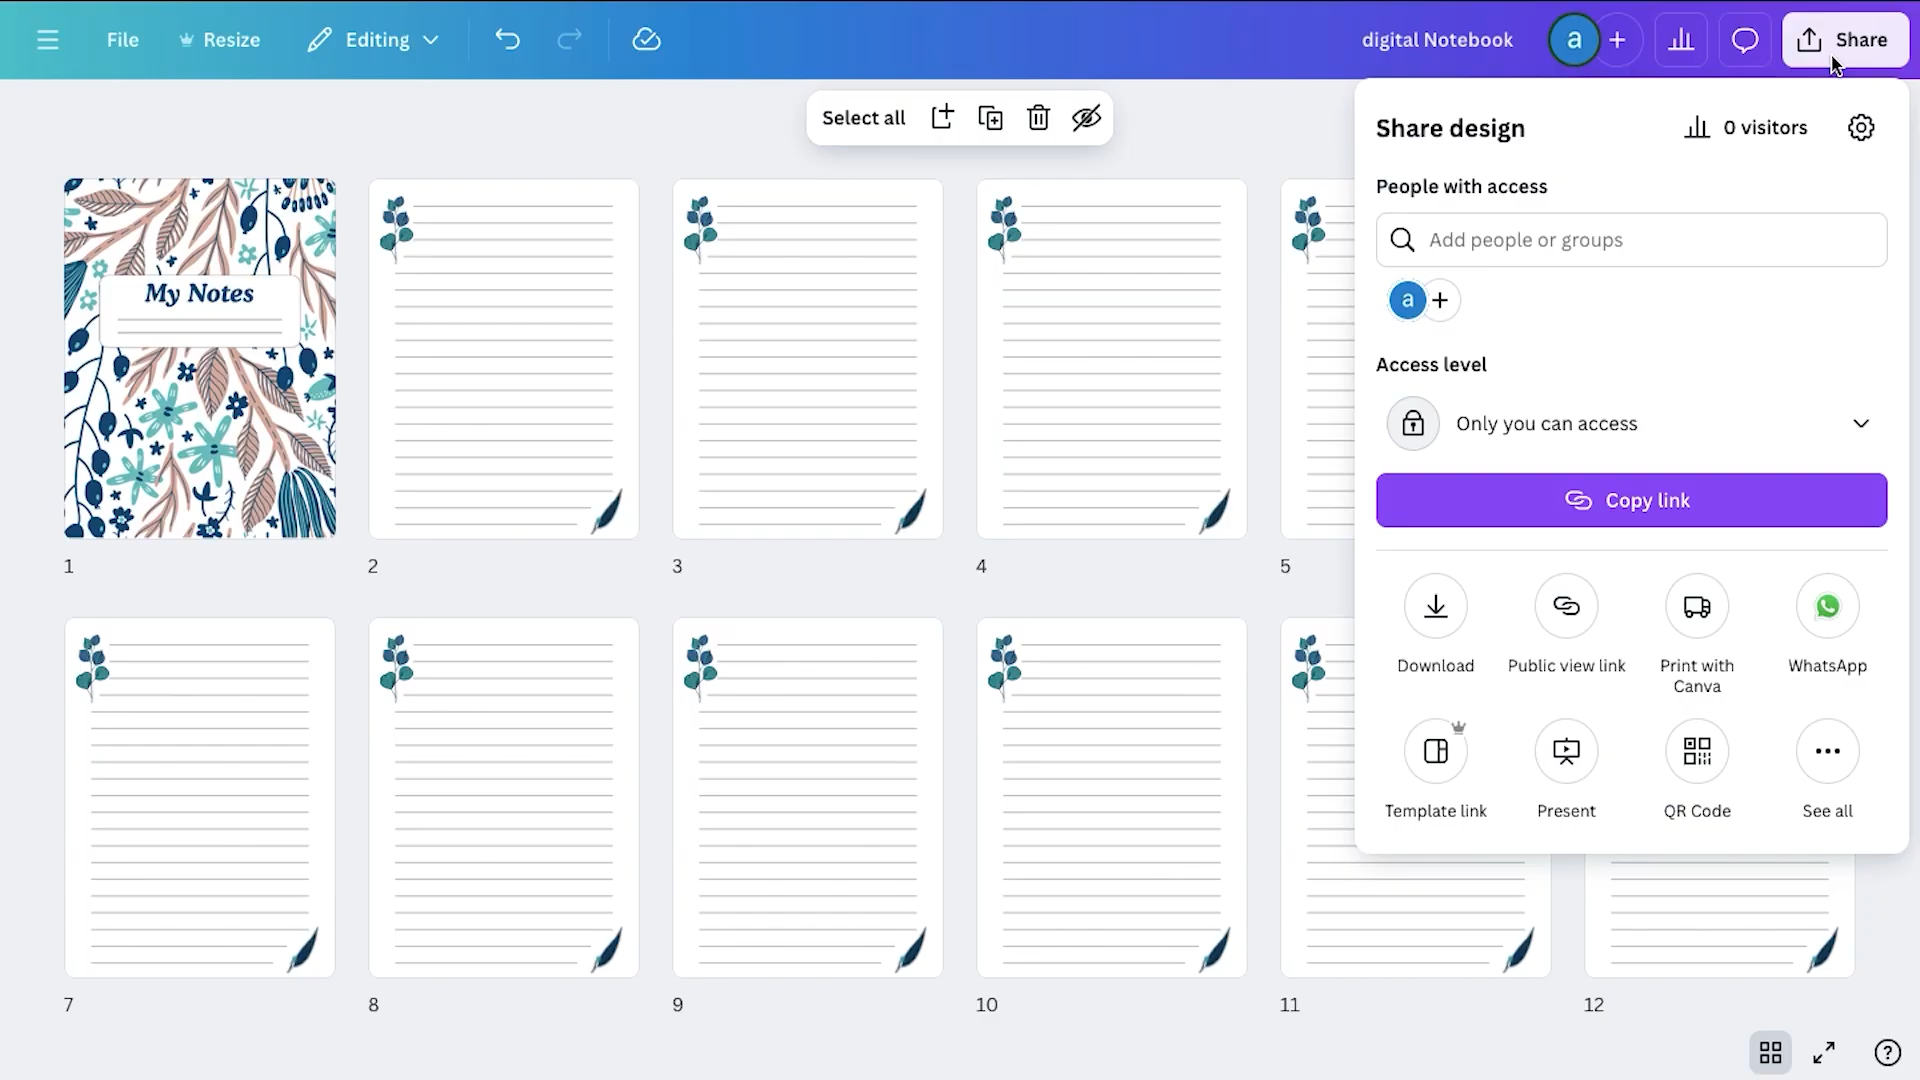 File
Resize
Editing
digital Notebook
a
Share
Select all
Share design
0 visitors
People with access
Add people or groups
a
Access level
Only you can access
Copy link
Download
Public view link
Print with
Canva
WhatsApp
Template link
Present
QR Code
See all
My Notes
1
2
3
4
5
7
8
9
10
11
12